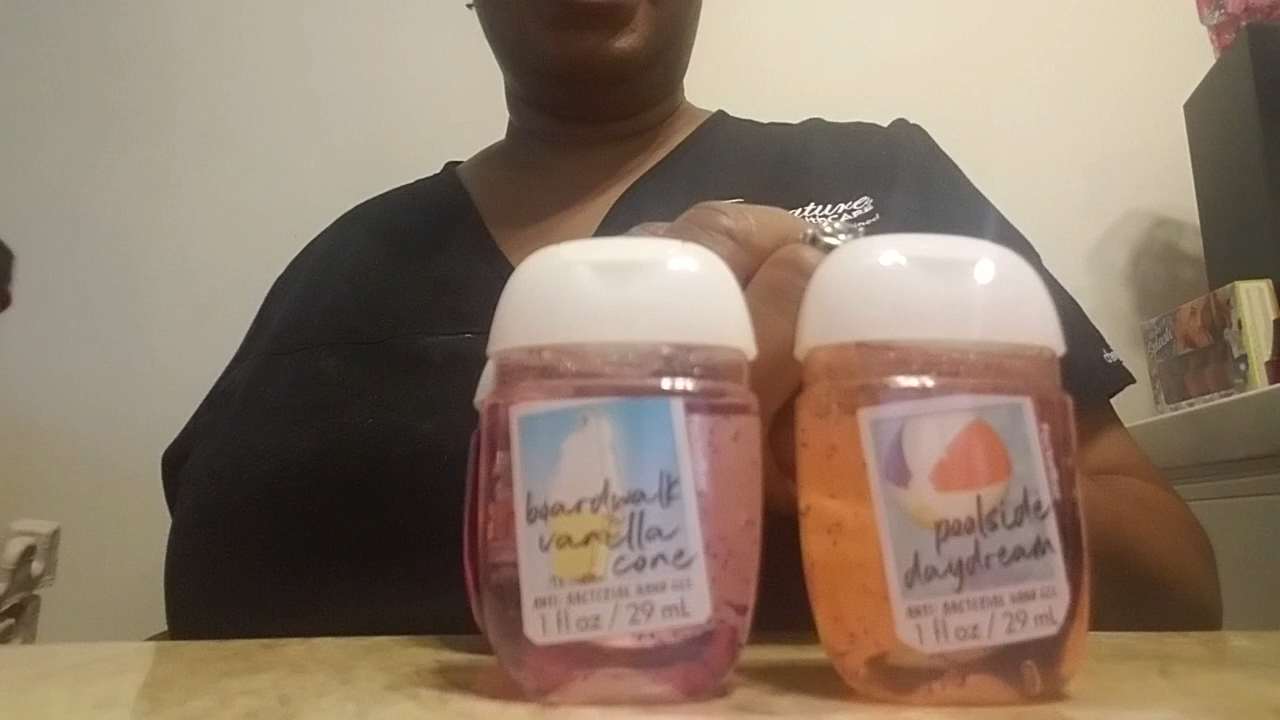 boardwalk
vanilla
cone
ANTI-BACTERIAL HAND GEL
1 fl oz / 29 mL
poolside
daydream
ANTI-BACTERIAL HAND GEL
1 fl oz / 29 mL